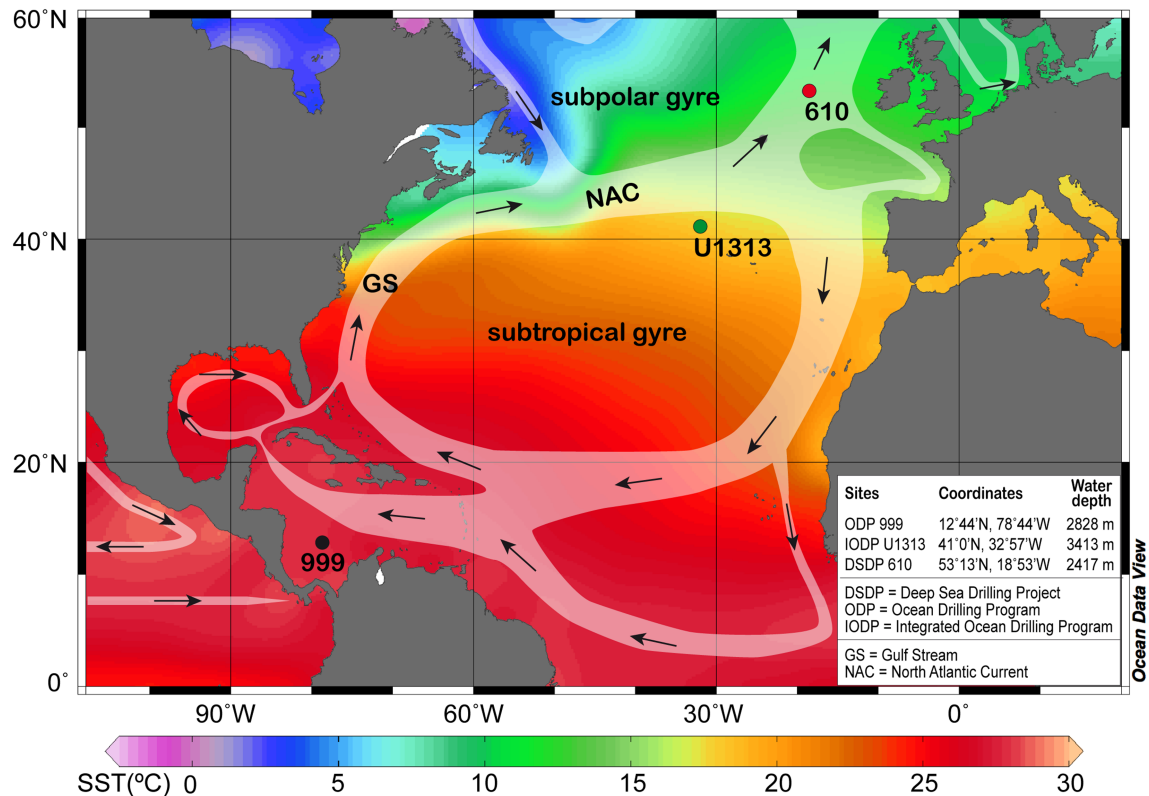 60°N
subpolar gyre
610
NAC
40°N
U1313
GS
subtropical gyre
20°N
999
0°
Sites Coordinates Water depth
ODP 999 12°44'N, 78°44'W 2828 m
IODP U1313 41°0'N, 32°57'W 3413 m
DSDP 610 53°13'N, 18°53'W 2417 m
DSDP = Deep Sea Drilling Project
ODP = Ocean Drilling Program
IODP = Integrated Ocean Drilling Program
GS = Gulf Stream
NAC = North Atlantic Current
Ocean Data View
90°W 60°W 30°W 0°
SST(ºC) 0 5 10 15 20 25 30